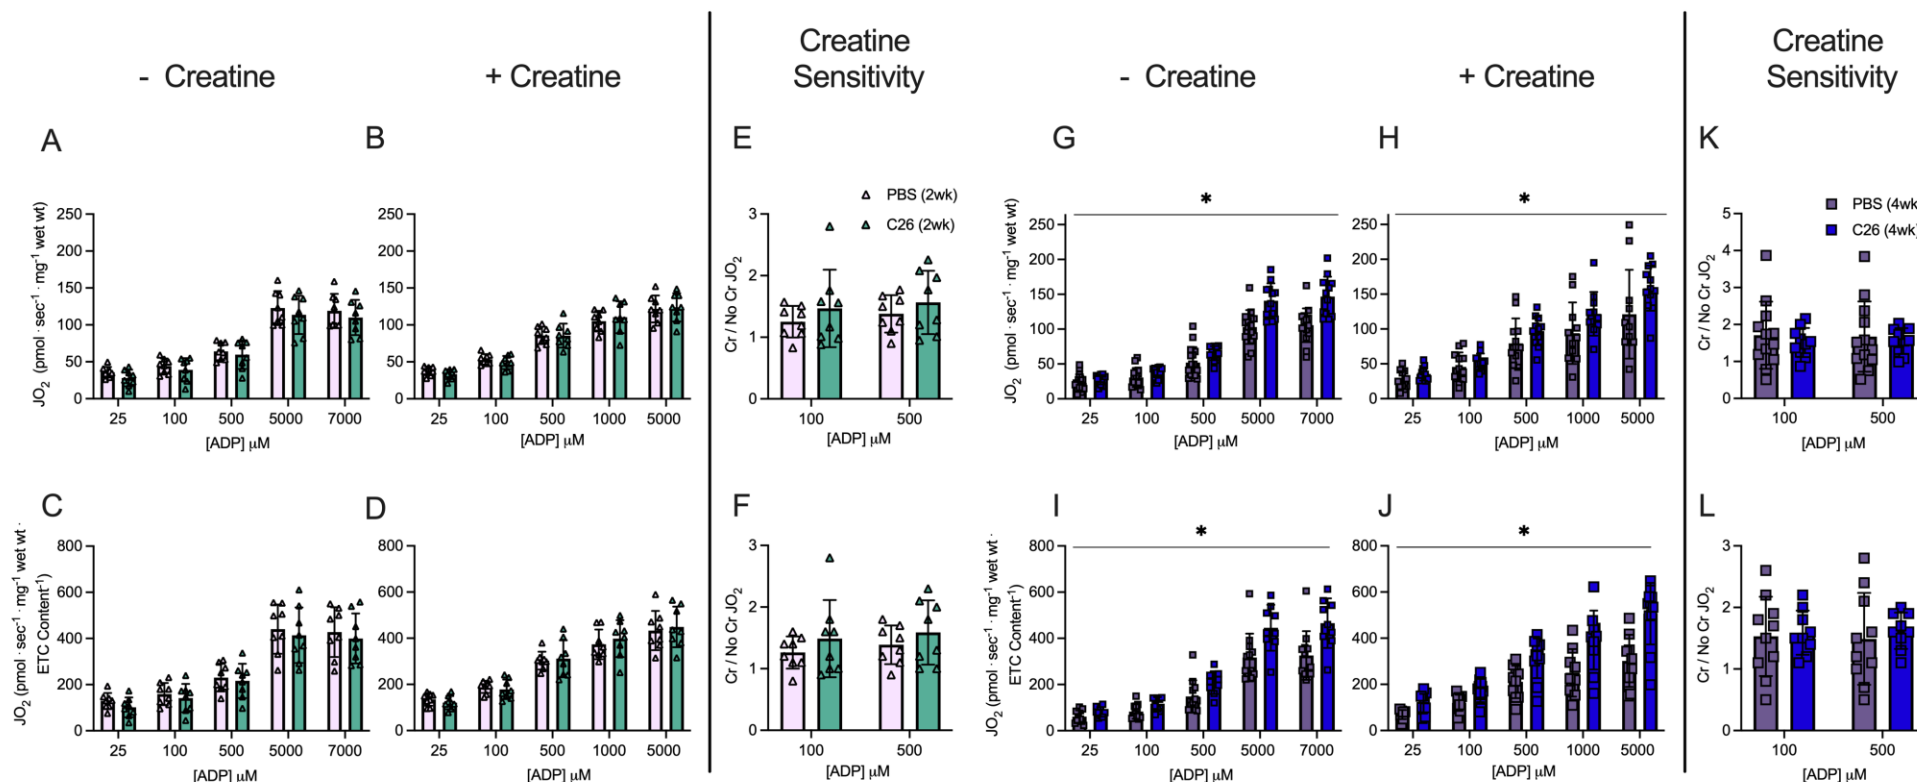 - Creatine
+ Creatine
Creatine
Sensitivity
- Creatine
+ Creatine
Creatine
Sensitivity
A
JO₂ (pmol · sec⁻¹ · mg⁻¹ wet wt)
250
200
150
100
50
0
25 100 500 5000 7000
[ADP] μM
B
250
200
150
100
50
0
25 100 500 1000 5000
[ADP] μM
E
Cr / No Cr JO₂
3
2
1
0
PBS (2wk)
C26 (2wk)
100 500
[ADP] μM
G
*
JO₂ (pmol · sec⁻¹ · mg⁻¹ wet wt)
250
200
150
100
50
0
25 100 500 5000 7000
[ADP] μM
H
*
250
200
150
100
50
0
25 100 500 1000 5000
[ADP] μM
K
Cr / No Cr JO₂
5
4
3
2
1
0
PBS (4wk
C26 (4wk)
100 500
[ADP] μM
C
JO₂ (pmol · sec⁻¹ · mg⁻¹ wet wt ·
ETC Content⁻¹)
800
600
400
200
0
25 100 500 5000 7000
[ADP] μM
D
800
600
400
200
0
25 100 500 1000 5000
[ADP] μM
F
Cr / No Cr JO₂
3
2
1
0
100 500
[ADP] μM
I
*
JO₂ (pmol · sec⁻¹ · mg⁻¹ wet wt ·
ETC Content⁻¹)
800
600
400
200
0
25 100 500 5000 7000
[ADP] μM
J
*
800
600
400
200
0
25 100 500 1000 5000
[ADP] μM
L
Cr / No Cr JO₂
3
2
1
0
100 500
[ADP] μM